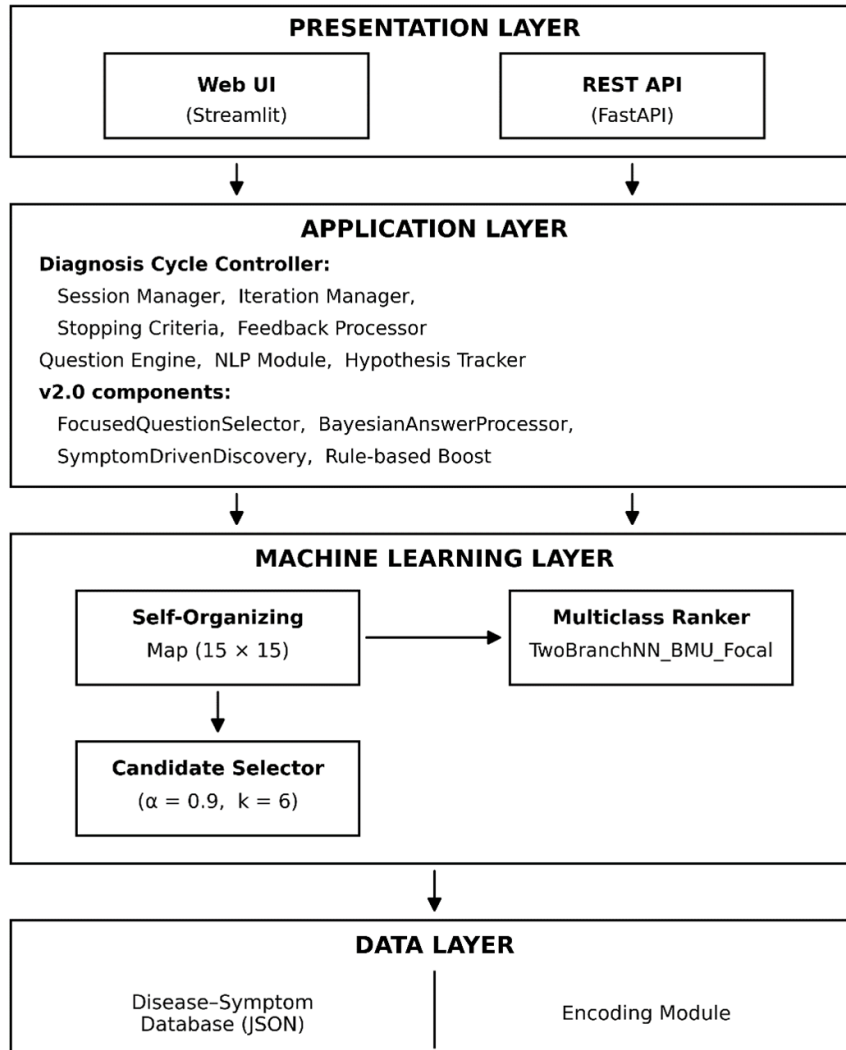 PRESENTATION LAYER
Web UI
(Streamlit)
REST API
(FastAPI)
APPLICATION LAYER
Diagnosis Cycle Controller:
Session Manager, Iteration Manager,
Stopping Criteria, Feedback Processor
Question Engine, NLP Module, Hypothesis Tracker
v2.0 components:
FocusedQuestionSelector, BayesianAnswerProcessor,
SymptomDrivenDiscovery, Rule-based Boost
MACHINE LEARNING LAYER
Self-Organizing
Map (15 × 15)
Multiclass Ranker
TwoBranchNN_BMU_Focal
Candidate Selector
(α = 0.9, k = 6)
DATA LAYER
Disease–Symptom
Database (JSON)
Encoding Module